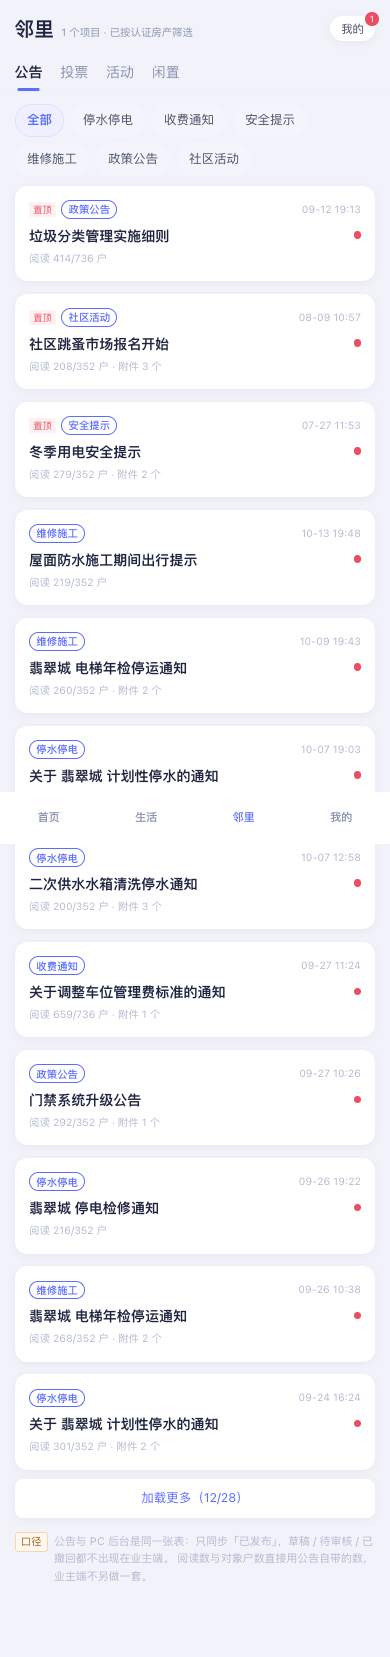 邻里 1 个项目 · 已按认证房产筛选 我的 1
公告 投票 活动 闲置
全部 停水停电 收费通知 安全提示
维修施工 政策公告 社区活动
置顶 政策公告 09-12 19:13
垃圾分类管理实施细则
阅读 414/736 户
置顶 社区活动 08-09 10:57
社区跳蚤市场报名开始
阅读 208/352 户 · 附件 3 个
置顶 安全提示 07-27 11:53
冬季用电安全提示
阅读 279/352 户 · 附件 2 个
维修施工 10-13 19:48
屋面防水施工期间出行提示
阅读 219/352 户
维修施工 10-09 19:43
翡翠城 电梯年检停运通知
阅读 260/352 户 · 附件 2 个
停水停电 10-07 19:03
关于 翡翠城 计划性停水的通知
首页 生活 邻里 我的
停水停电 10-07 12:58
二次供水水箱清洗停水通知
阅读 200/352 户 · 附件 3 个
收费通知 09-27 11:24
关于调整车位管理费标准的通知
阅读 659/736 户 · 附件 1 个
政策公告 09-27 10:26
门禁系统升级公告
阅读 292/352 户 · 附件 1 个
停水停电 09-26 19:22
翡翠城 停电检修通知
阅读 216/352 户
维修施工 09-26 10:38
翡翠城 电梯年检停运通知
阅读 268/352 户 · 附件 2 个
停水停电 09-24 16:24
关于 翡翠城 计划性停水的通知
阅读 301/352 户 · 附件 2 个
加载更多（12/28）
口径 公告与 PC 后台是同一张表：只同步「已发布」，草稿 / 待审核 / 已
撤回都不出现在业主端。 阅读数与对象户数直接用公告自带的数，
业主端不另做一套。